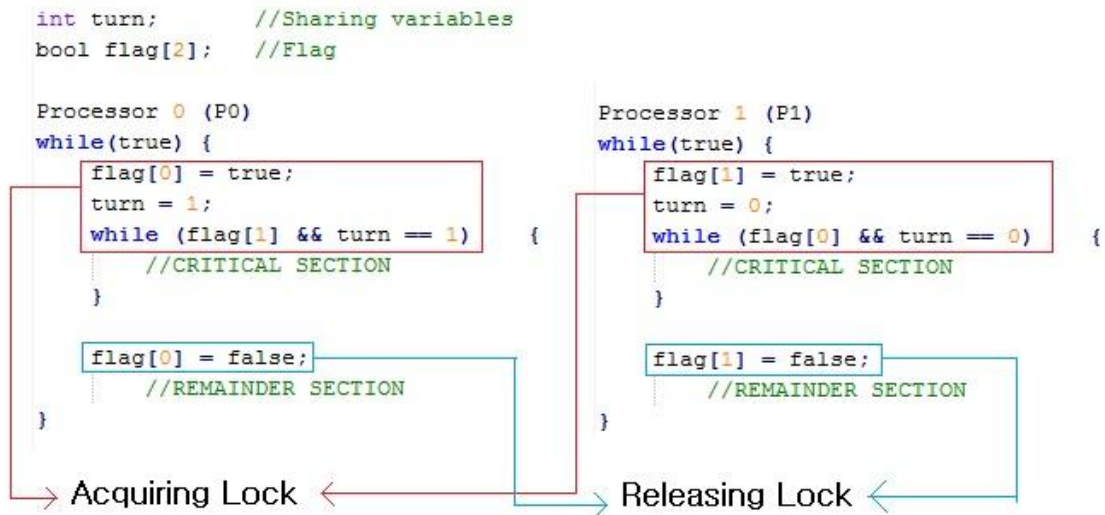 int turn; //Sharing variables
bool flag[2]; //Flag
Processor 0 (P0)
while(true) {
flag[0] = true;
turn = 1;
while (flag[1] && turn == 1) {
//CRITICAL SECTION
}
flag[0] = false;
//REMAINDER SECTION
}
Processor 1 (P1)
while(true) {
flag[1] = true;
turn = 0;
while (flag[0] && turn == 0) {
//CRITICAL SECTION
}
flag[1] = false;
//REMAINDER SECTION
}
Acquiring Lock
Releasing Lock